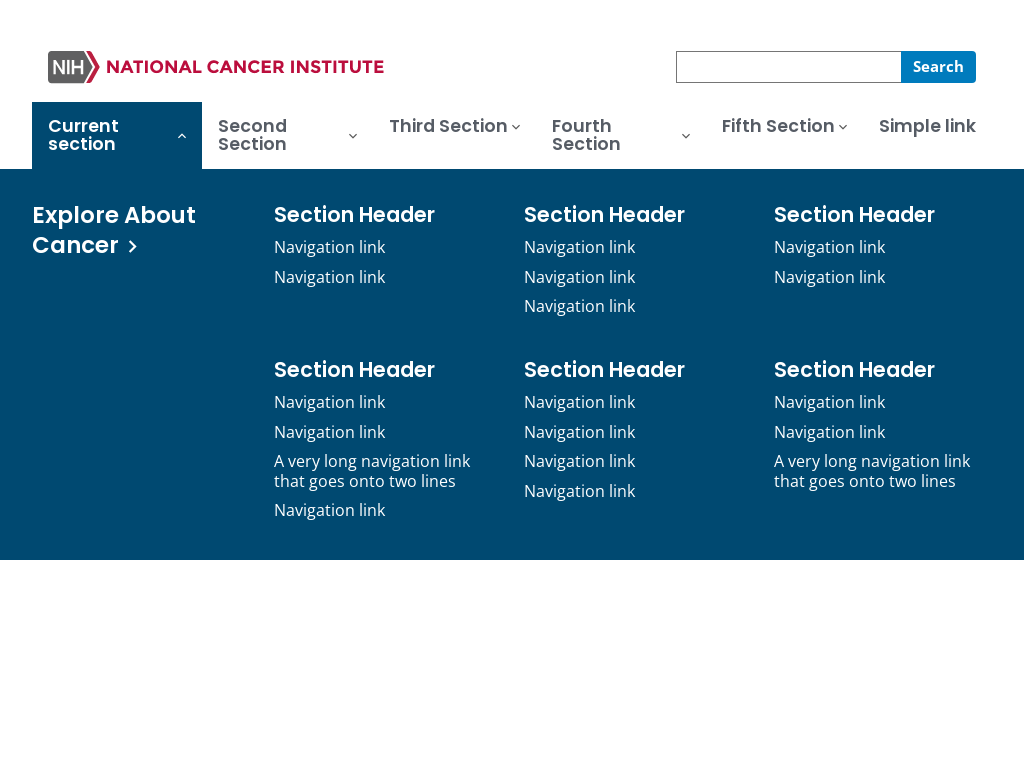 NIH NATIONAL CANCER INSTITUTE
Search
Current
section
Second
Section
Third Section
Fourth
Section
Fifth Section
Simple link
Explore About
Cancer
Section Header
Navigation link
Navigation link
Section Header
Navigation link
Navigation link
Navigation link
Section Header
Navigation link
Navigation link
Section Header
Navigation link
Navigation link
A very long navigation link
that goes onto two lines
Navigation link
Section Header
Navigation link
Navigation link
Navigation link
Navigation link
Section Header
Navigation link
Navigation link
A very long navigation link
that goes onto two lines